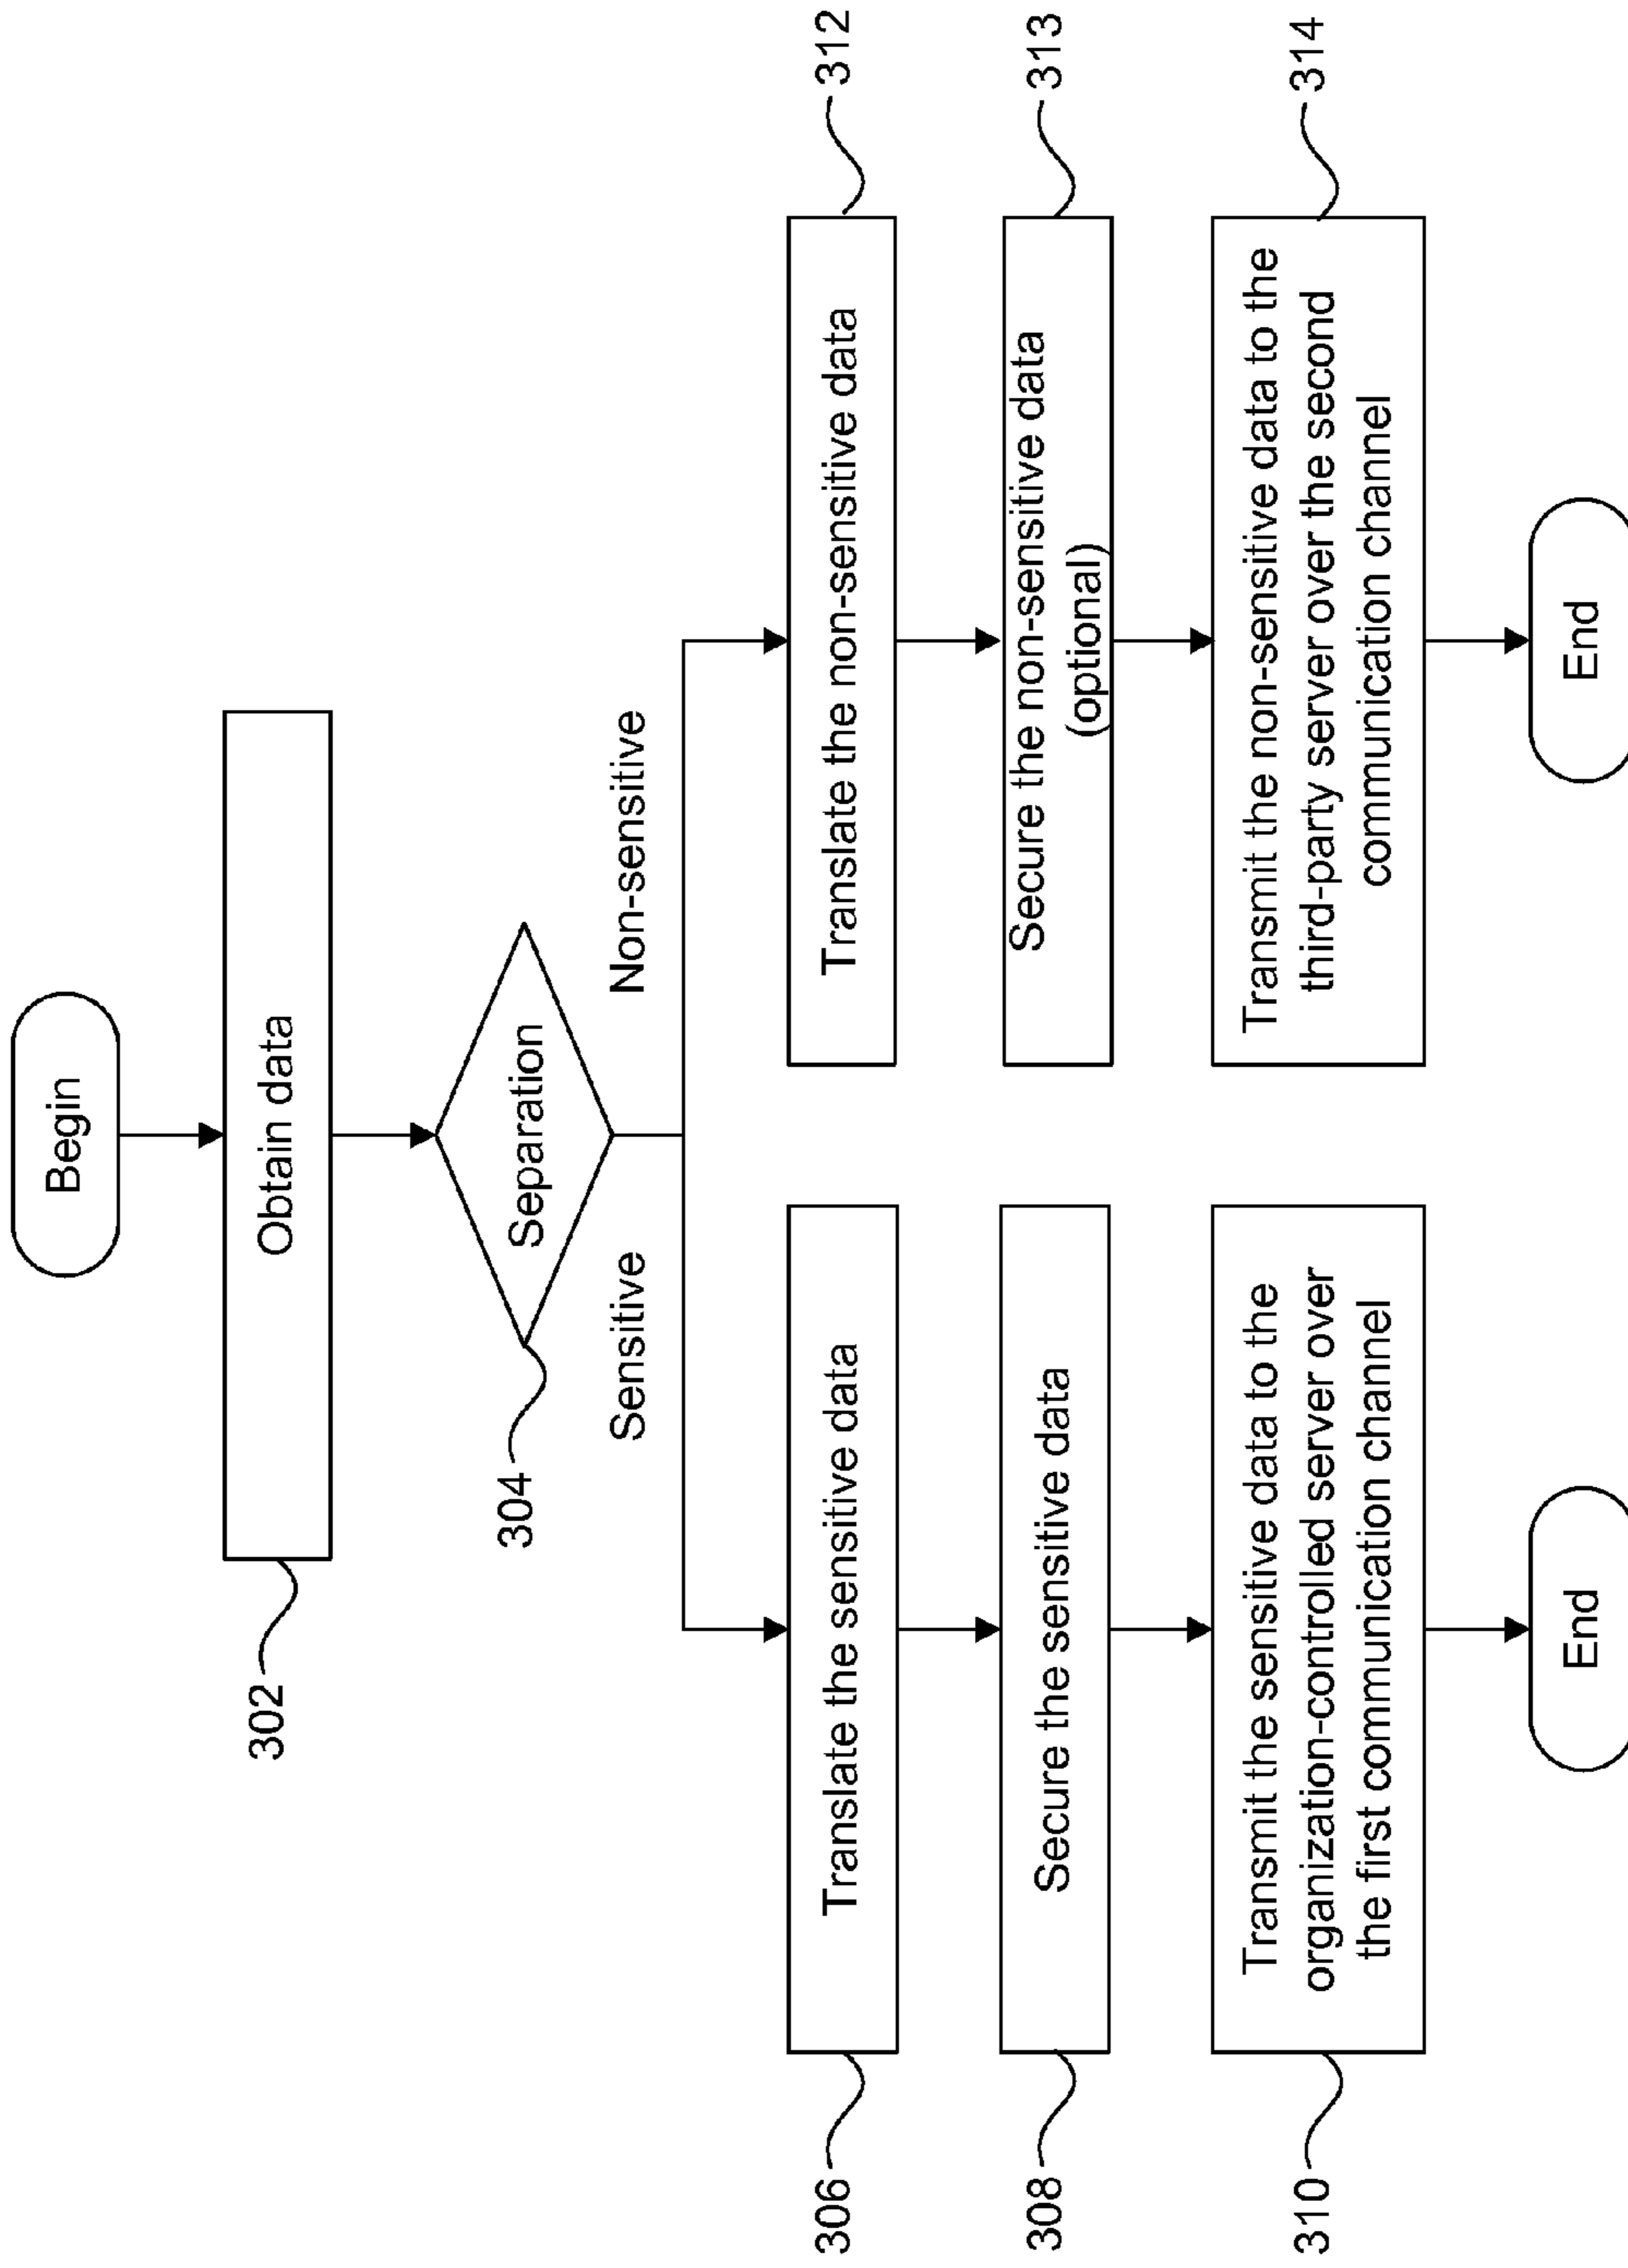 Begin
Obtain data
302
Separation
304
Sensitive
Non-sensitive
Translate the sensitive data
306
Translate the non-sensitive data
312
Secure the sensitive data
308
Secure the non-sensitive data
(optional)
313
Transmit the sensitive data to the
organization-controlled server over
the first communication channel
310
Transmit the non-sensitive data to the
third-party server over the second
communication channel
314
End
End